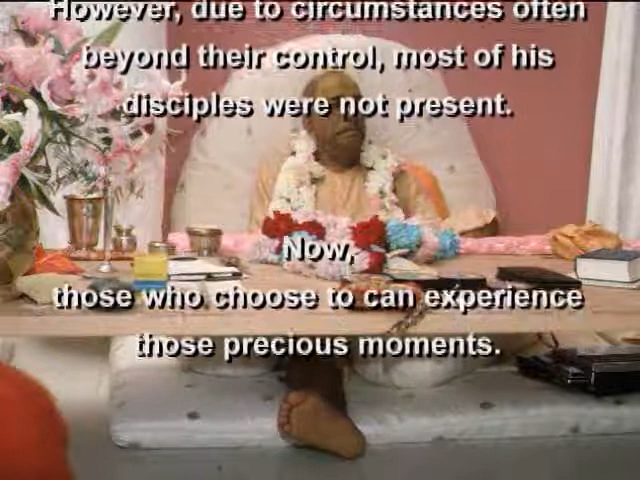 However, due to circumstances often
beyond their control, most of his
disciples were not present.
Now,
those who choose to can experience
those precious moments.